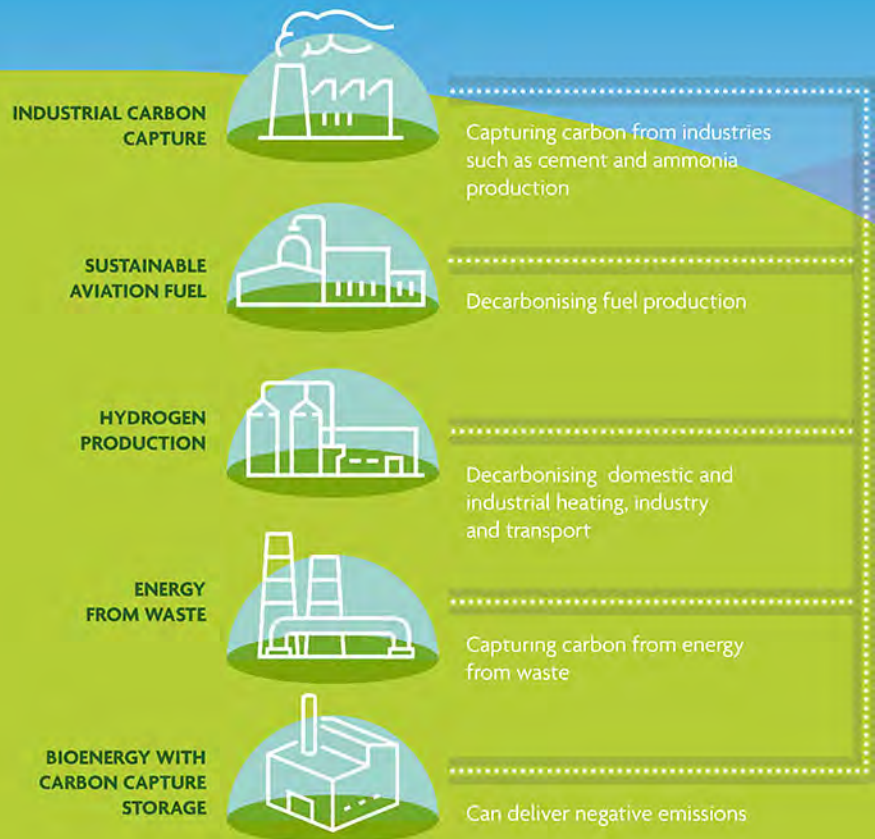 INDUSTRIAL CARBON
CAPTURE
Capturing carbon from industries
such as cement and ammonia
production
SUSTAINABLE
AVIATION FUEL
Decarbonising fuel production
HYDROGEN
PRODUCTION
Decarbonising domestic and
industrial heating, industry
and transport
ENERGY
FROM WASTE
Capturing carbon from energy
from waste
BIOENERGY WITH
CARBON CAPTURE
STORAGE
Can deliver negative emissions